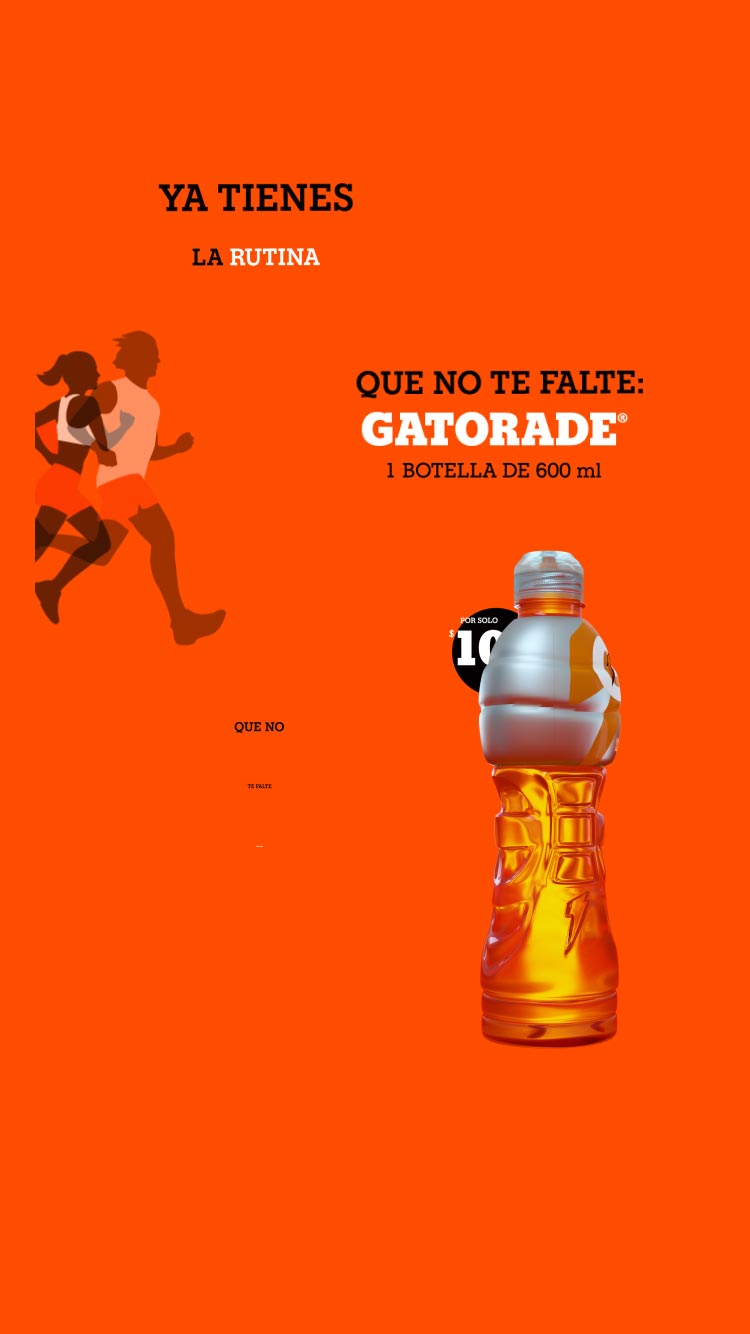 YA TIENES
LA RUTINA
QUE NO TE FALTE:
GATORADE®
1 BOTELLA DE 600 ml
POR SOLO
$10
QUE NO
TE FALTE